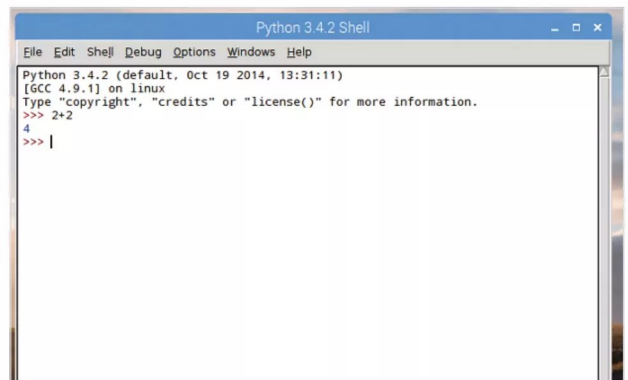 Python 3.4.2 Shell
File Edit Shell Debug Options Windows Help
Python 3.4.2 (default, Oct 19 2014, 13:31:11)
[GCC 4.9.1] on linux
Type "copyright", "credits" or "license()" for more information.
>>> 2+2
4
>>>